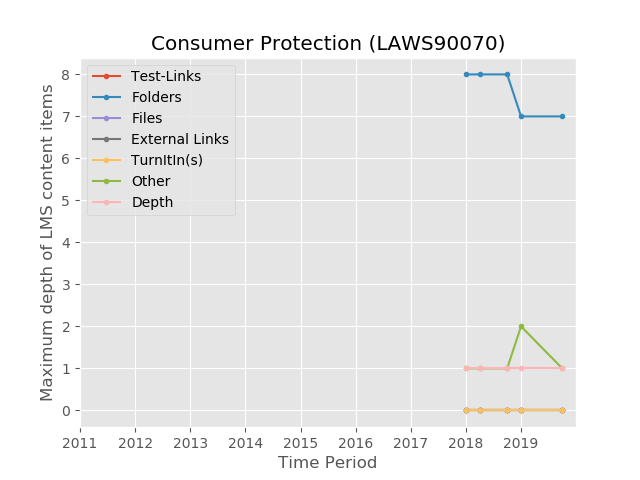 Consumer Protection (LAWS90070)
Test-Links
Folders
Files
External Links
TurnItIn(s)
Other
Depth
Maximum depth of LMS content items
8
7
6
5
4
3
2
1
0
2011 2012 2013 2014 2015 2016 2017 2018 2019
Time Period